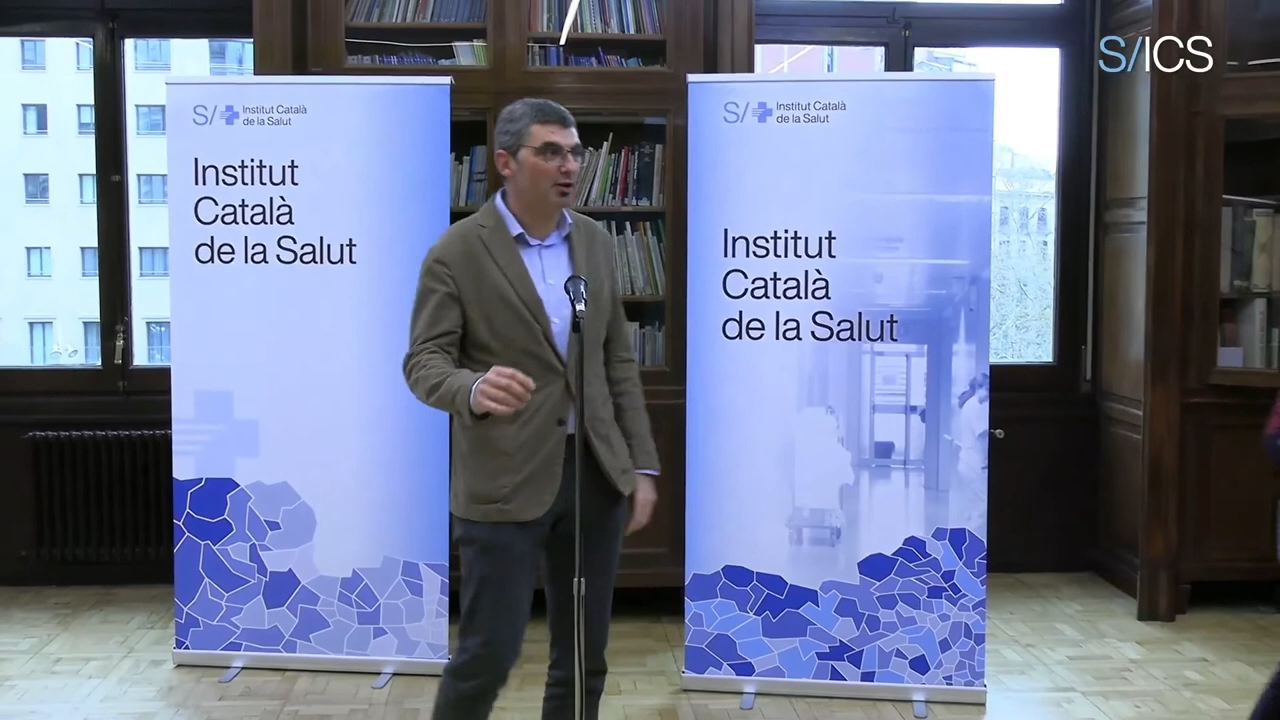 S/ICS
S/ Institut Català
de la Salut
Institut
Català
de la Salut
S/ Institut Català
de la Salut
Institut
Català
de la Salut